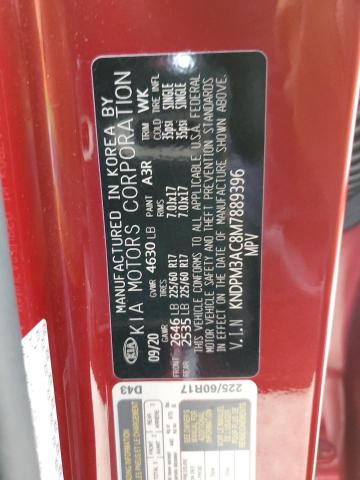 MANUFACTURED IN KOREA BY
KIA MOTORS CORPORATION
KIA
09/20 GVWR 4630 LB PAINT A3R TRIM WK
GAWR TIRES RIMS COLD TIRE INFL
FRONT 2646 LB 225/60 R17 7.0Jx17 35psi SINGLE
REAR 2535 LB 225/60 R17 7.0Jx17 35psi SINGLE
THIS VEHICLE CONFORMS TO ALL APPLICABLE U.S.A FEDERAL
MOTOR VEHICLE SAFETY AND THEFT PREVENTION STANDARDS
IN EFFECT ON THE DATE OF MANUFACTURE SHOWN ABOVE.
V.I.N KNDPM3AC8M7889396
MPV
D43
225/60R17